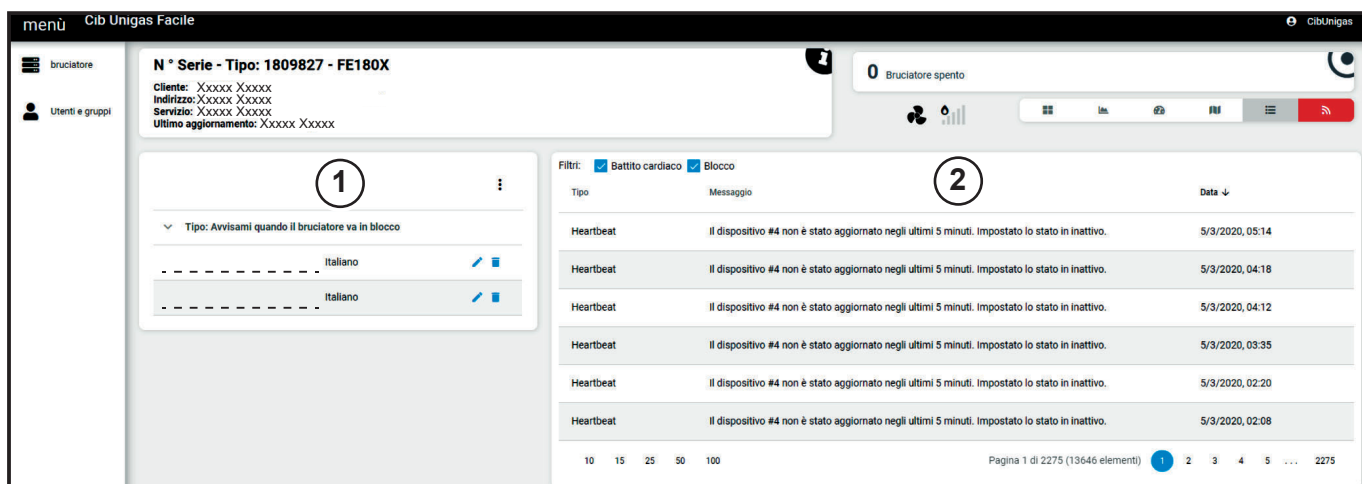 menù Cib Unigas Facile CibUnigas
bruciatore
Utenti e gruppi
N ° Serie - Tipo: 1809827 - FE180X
Cliente: Xxxxx Xxxxx
Indirizzo: Xxxxx Xxxxx
Servizio: Xxxxx Xxxxx
Ultimo aggiornamento: Xxxxx Xxxxx
0 Bruciatore spento
1
Tipo: Avvisami quando il bruciatore va in blocco
Italiano
Italiano
Filtri: Battito cardiaco Blocco
2
Tipo Messaggio Data ↓
Heartbeat Il dispositivo #4 non è stato aggiornato negli ultimi 5 minuti. Impostato lo stato in inattivo. 5/3/2020, 05:14
Heartbeat Il dispositivo #4 non è stato aggiornato negli ultimi 5 minuti. Impostato lo stato in inattivo. 5/3/2020, 04:18
Heartbeat Il dispositivo #4 non è stato aggiornato negli ultimi 5 minuti. Impostato lo stato in inattivo. 5/3/2020, 04:12
Heartbeat Il dispositivo #4 non è stato aggiornato negli ultimi 5 minuti. Impostato lo stato in inattivo. 5/3/2020, 03:35
Heartbeat Il dispositivo #4 non è stato aggiornato negli ultimi 5 minuti. Impostato lo stato in inattivo. 5/3/2020, 02:20
Heartbeat Il dispositivo #4 non è stato aggiornato negli ultimi 5 minuti. Impostato lo stato in inattivo. 5/3/2020, 02:08
10 15 25 50 100 Pagina 1 di 2275 (13646 elementi) 1 2 3 4 5 ... 2275